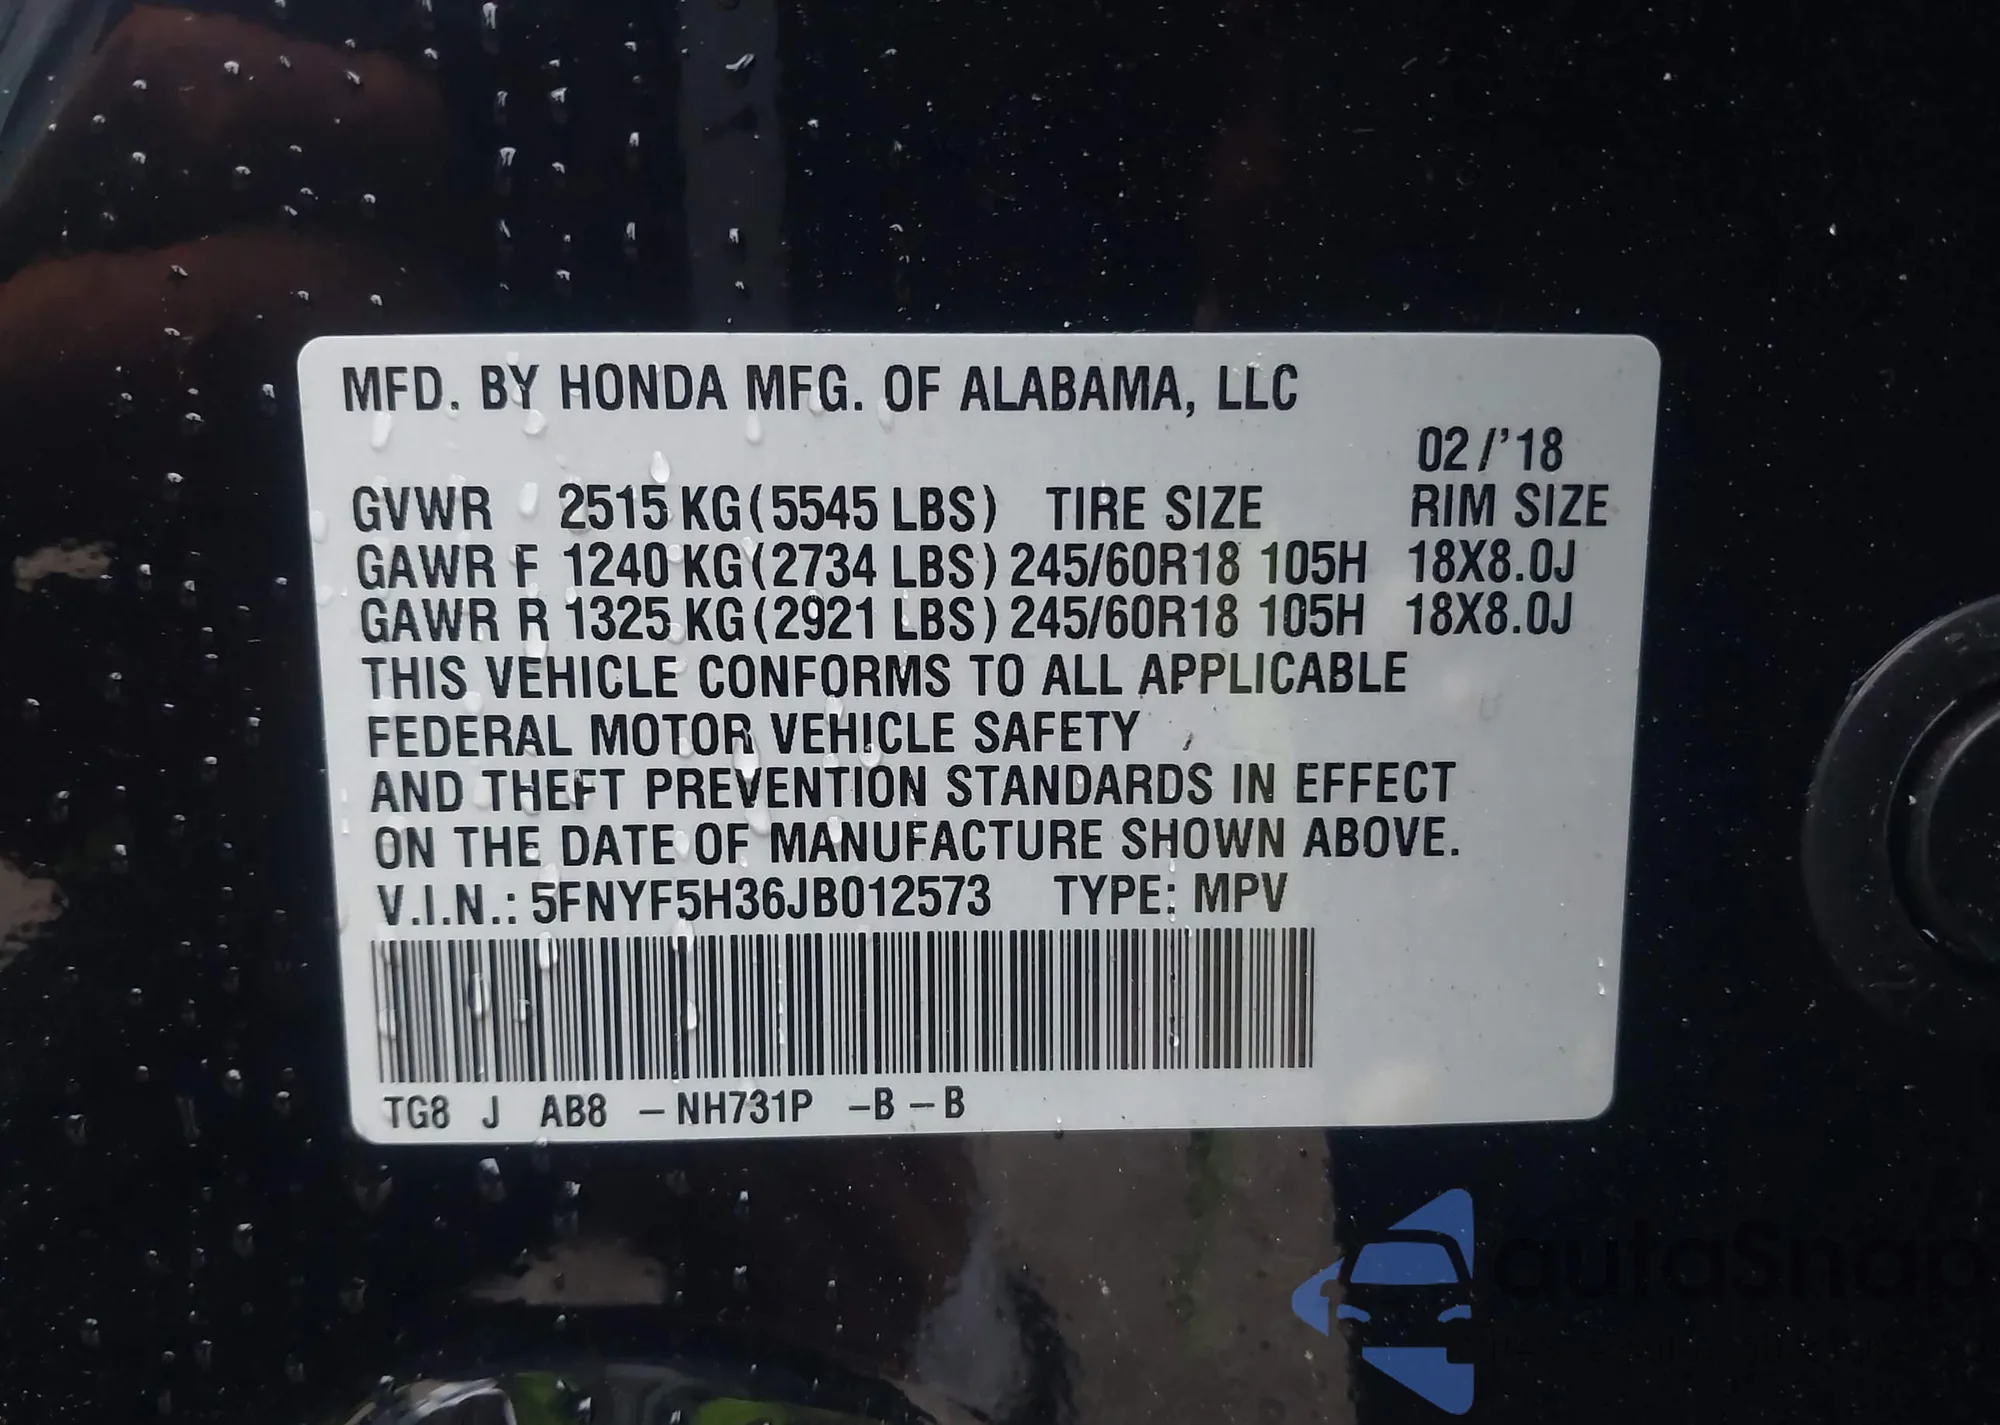 MFD. BY HONDA MFG. OF ALABAMA, LLC
02/'18
GVWR 2515 KG (5545 LBS) TIRE SIZE RIM SIZE
GAWR F 1240 KG (2734 LBS) 245/60R18 105H 18X8.0J
GAWR R 1325 KG (2921 LBS) 245/60R18 105H 18X8.0J
THIS VEHICLE CONFORMS TO ALL APPLICABLE
FEDERAL MOTOR VEHICLE SAFETY
AND THEFT PREVENTION STANDARDS IN EFFECT
ON THE DATE OF MANUFACTURE SHOWN ABOVE.
V.I.N.: 5FNYF5H36JB012573 TYPE: MPV
TG8 J AB8 – NH731P – B – B
autaSnap